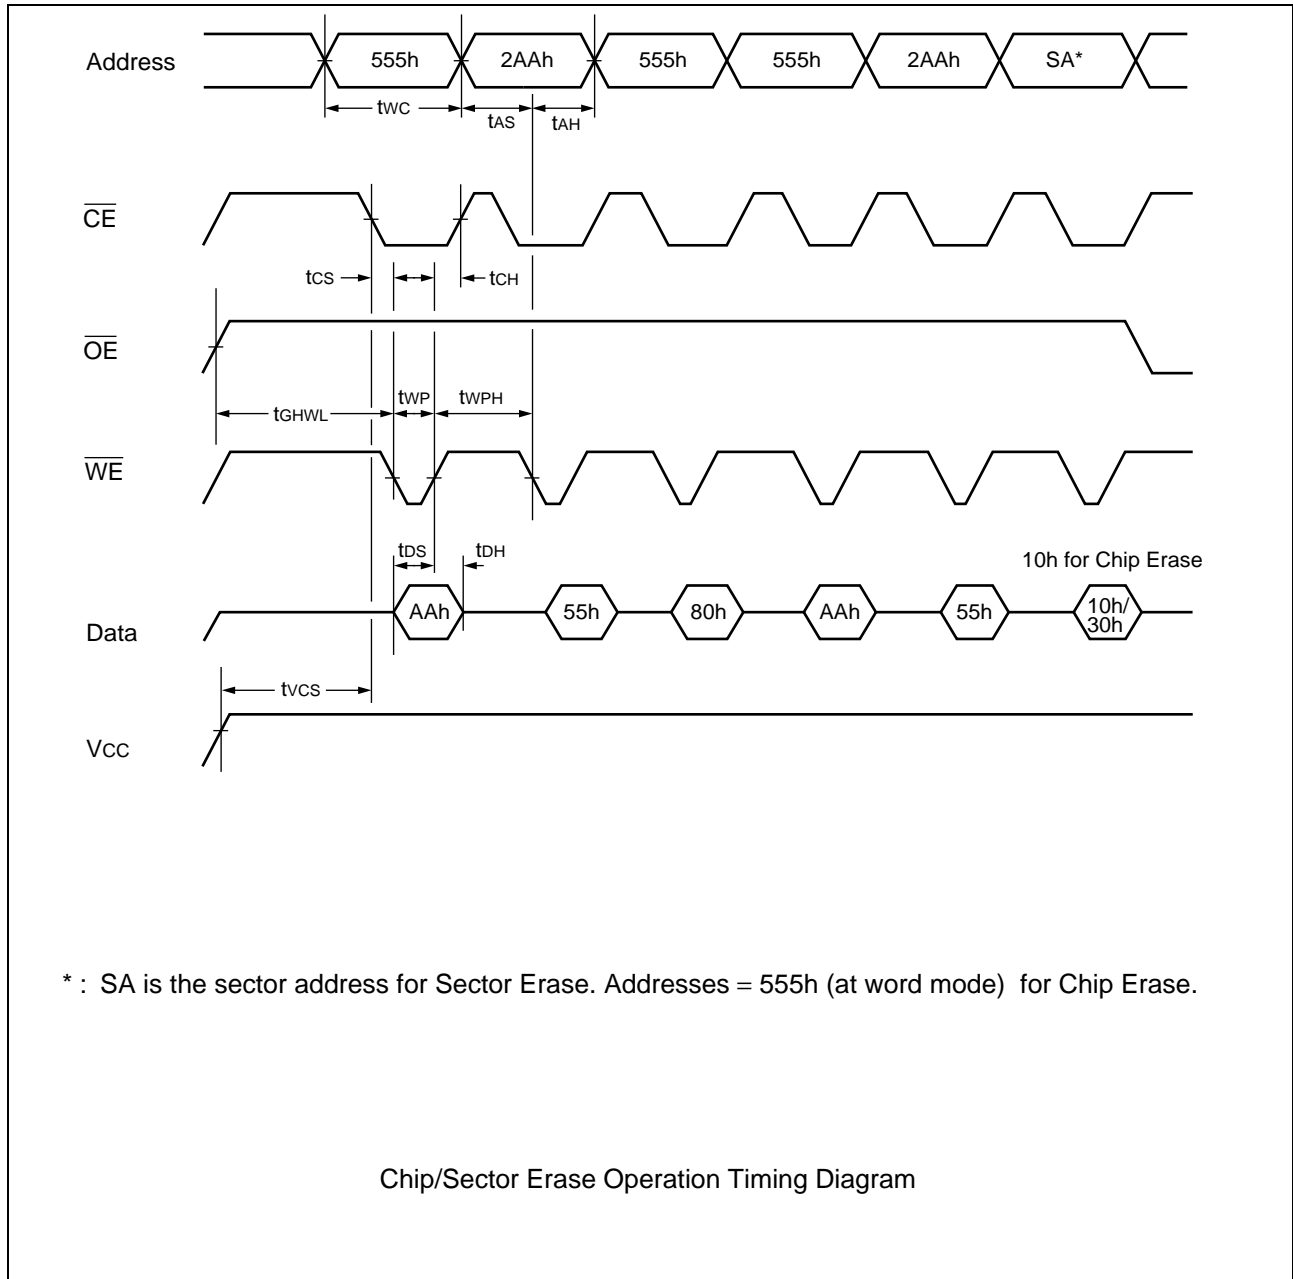 Address 555h 2AAh 555h 555h 2AAh SA*
tWC tAS tAH
CE
tCS tCH
OE
tGHWL tWP tWPH
WE
tDS tDH
10h for Chip Erase
Data AAh 55h 80h AAh 55h 10h/
30h
tVCS
VCC
* : SA is the sector address for Sector Erase. Addresses = 555h (at word mode) for Chip Erase.
Chip/Sector Erase Operation Timing Diagram